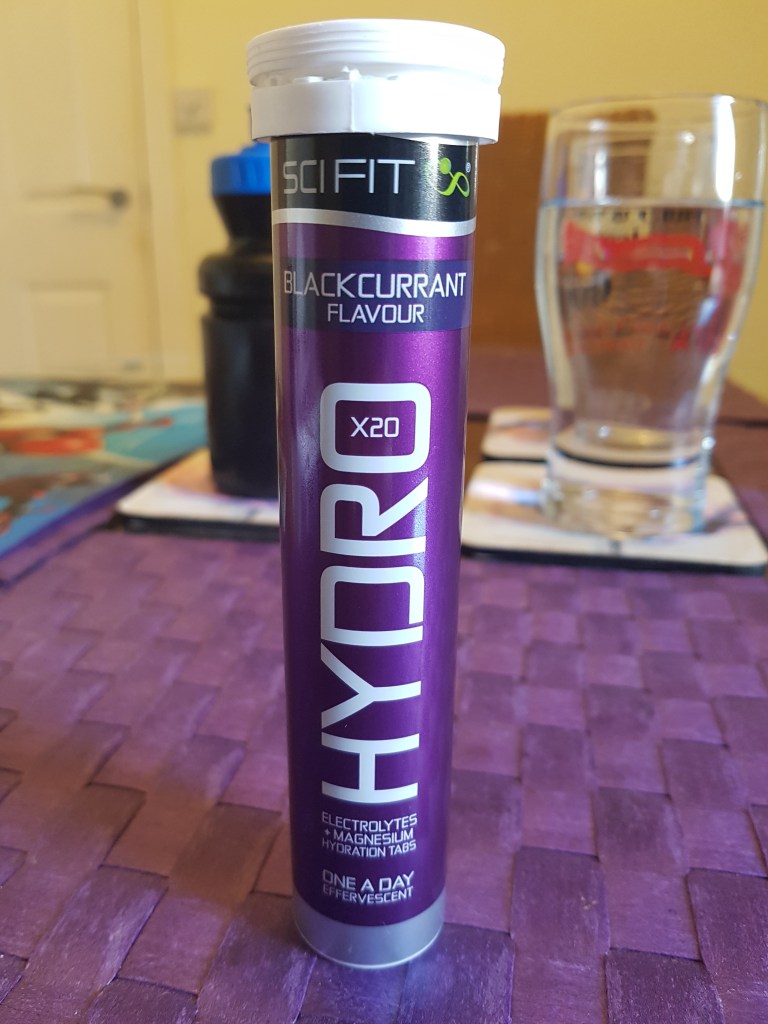 SCI FIT
BLACKCURRANT
FLAVOUR
X20
HYDRO
ELECTROLYTES
+ MAGNESIUM
HYDRATION TABS
ONE A DAY
EFFERVESCENT